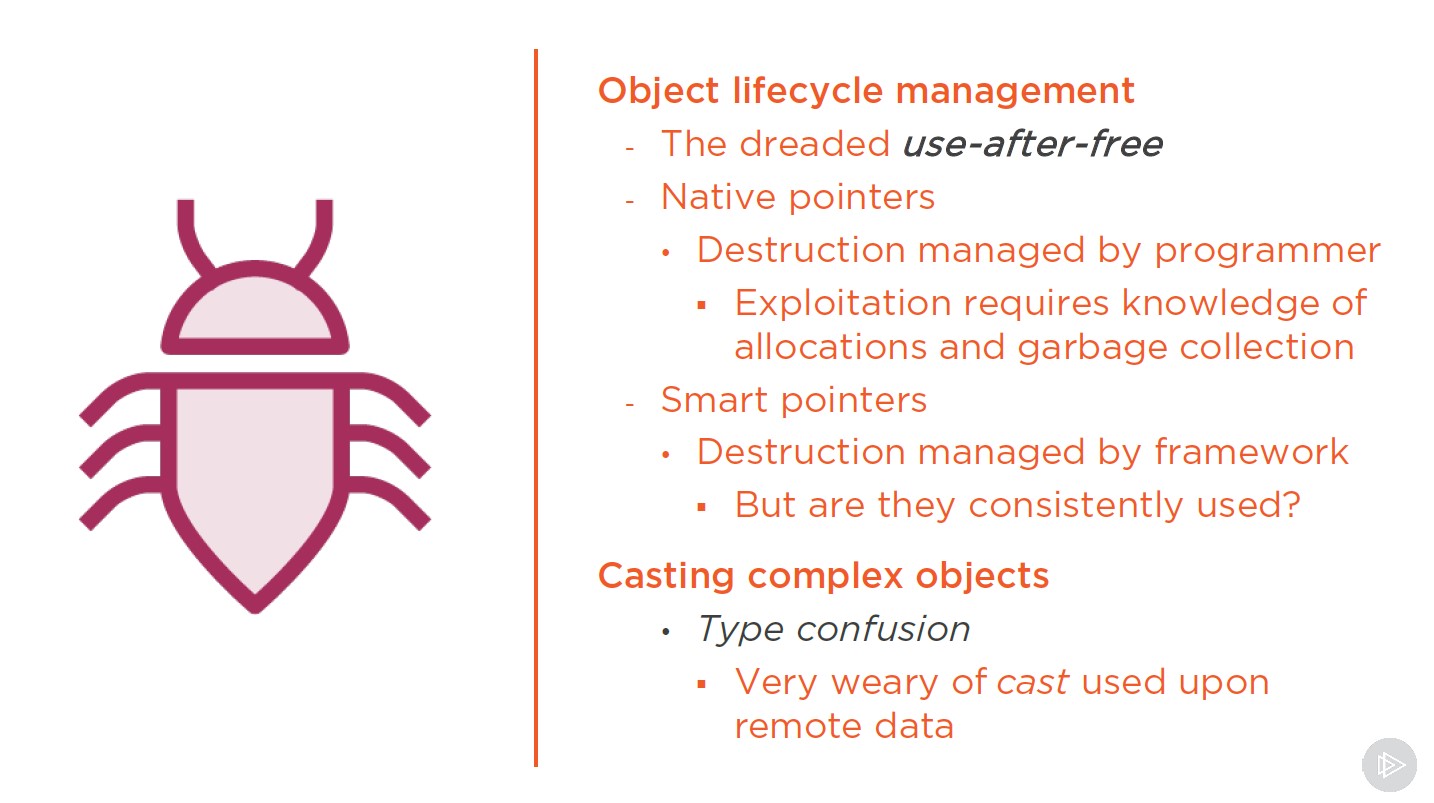 Object lifecycle management
- The dreaded use-after-free
- Native pointers
• Destruction managed by programmer
▪ Exploitation requires knowledge of
allocations and garbage collection
- Smart pointers
• Destruction managed by framework
▪ But are they consistently used?
Casting complex objects
• Type confusion
▪ Very weary of cast used upon
remote data